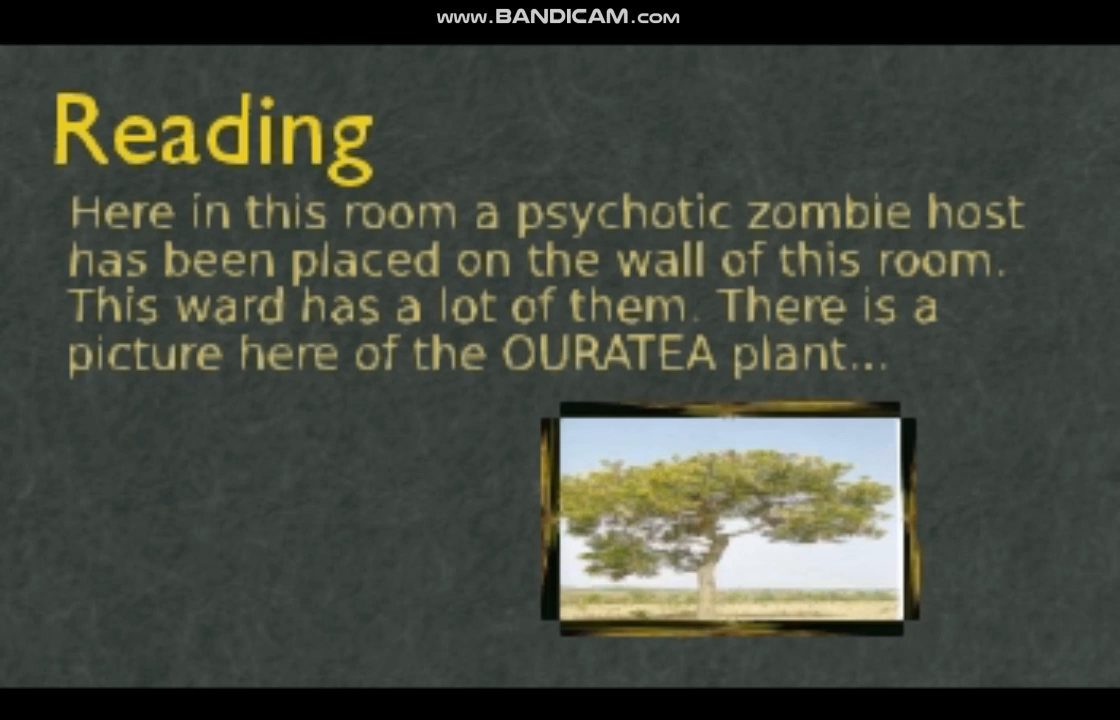 www.BANDICAM.com
Reading
Here in this room a psychotic zombie host
has been placed on the wall of this room.
This ward has a lot of them. There is a
picture here of the OURATEA plant...